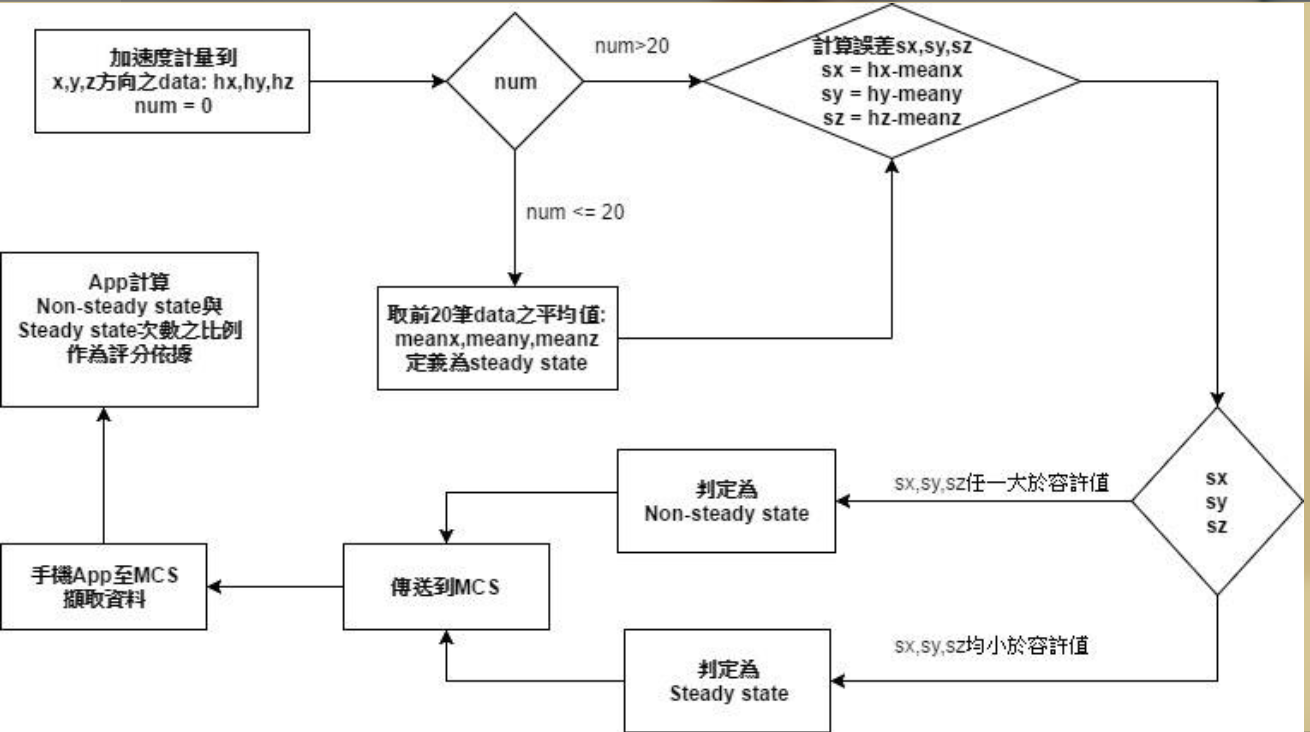 加速度計量到
x,y,z方向之data: hx,hy,hz
num = 0
num
num>20
計算誤差sx,sy,sz
sx = hx-meanx
sy = hy-meany
sz = hz-meanz
num <= 20
取前20筆data之平均值:
meanx,meany,meanz
定義為steady state
sx
sy
sz
sx,sy,sz任一大於容許值
判定為
Non-steady state
sx,sy,sz均小於容許值
判定為
Steady state
傳送到MCS
手機App至MCS
擷取資料
App計算
Non-steady state與
Steady state次數之比例
作為評分依據